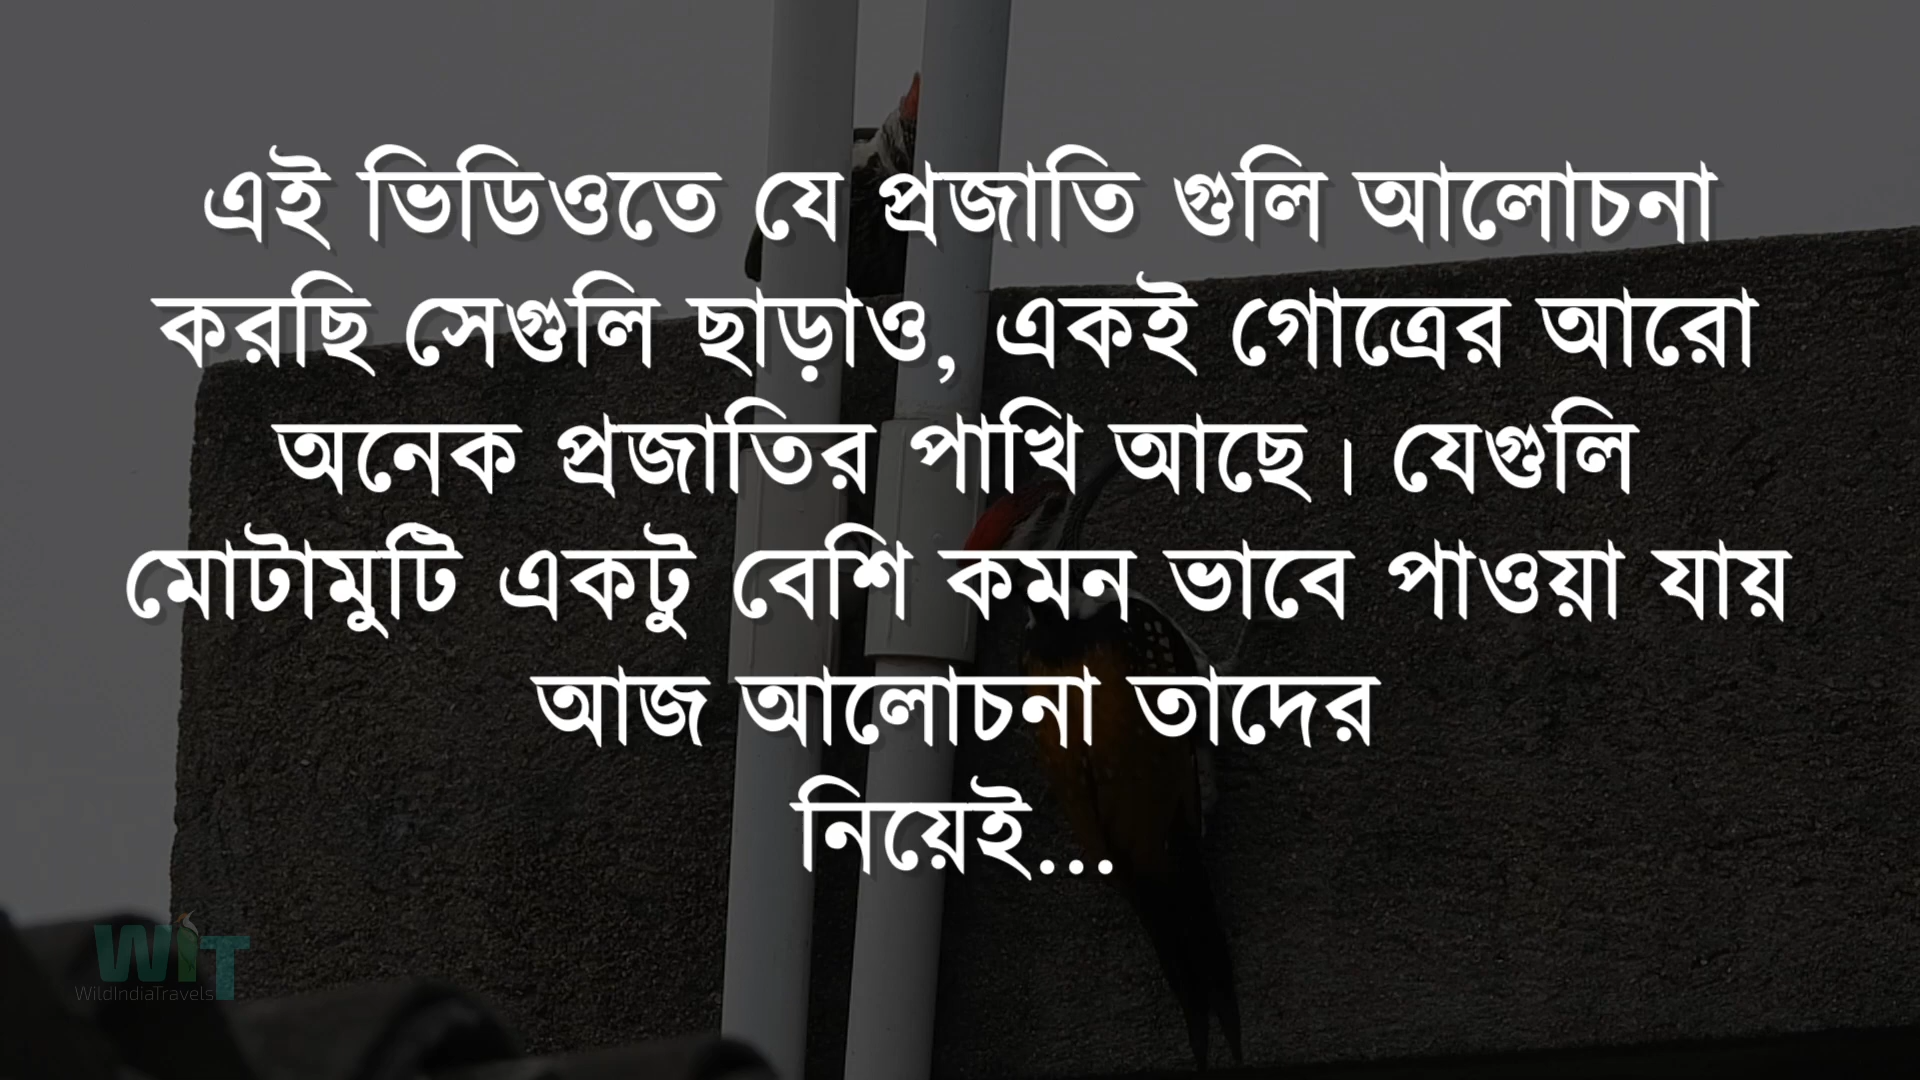 এই ভিডিওতে যে প্রজাতি গুলি আলোচনা
করছি সেগুলি ছাড়াও, একই গোত্রের আরো
অনেক প্রজাতির পাখি আছে। যেগুলি
মোটামুটি একটু বেশি কমন ভাবে পাওয়া যায়
আজ আলোচনা তাদের
নিয়েই...
WiT
WildIndiaTravels